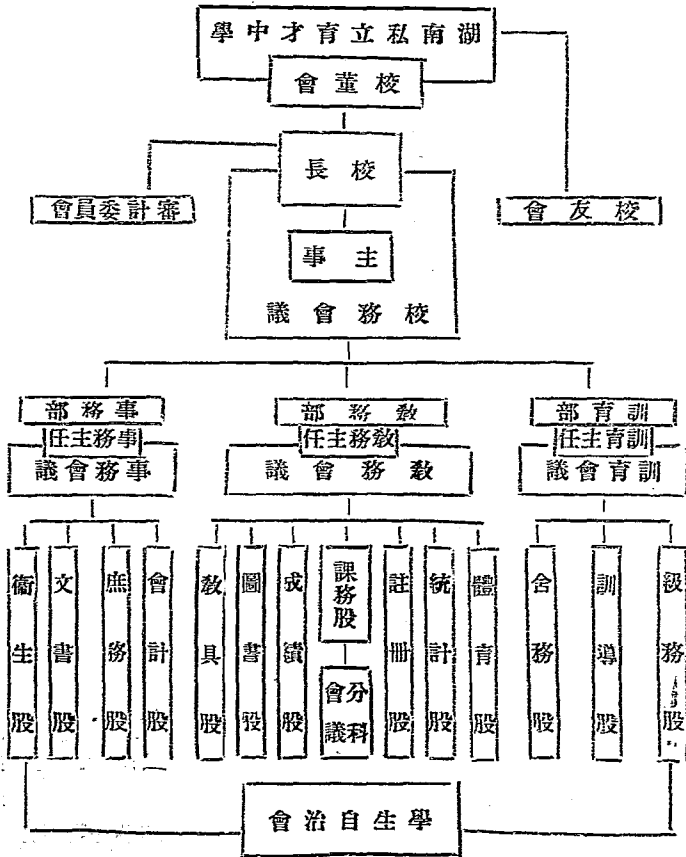 湖南私立育才中學
校董會
校長
審計委員會
校友會
主事
校務會議
訓育部
訓育主任
訓育會議
教務部
教務主任
教務會議
事務部
事務主任
事務會議
級務股
訓導股
舍務股
體育股
統計股
註冊股
課務股
分科會議
成績股
圖書股
教具股
會計股
庶務股
文書股
衞生股
學生自治會